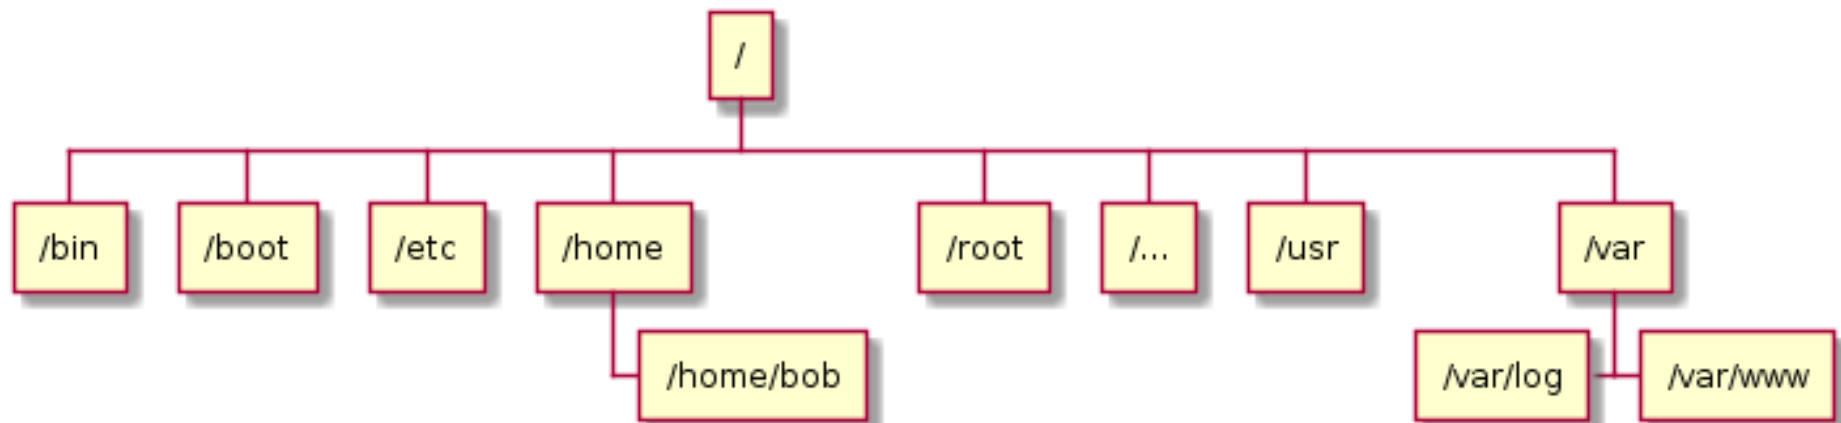 /
/bin
/boot
/etc
/home
/root
/...
/usr
/var
/home/bob
/var/log
/var/www